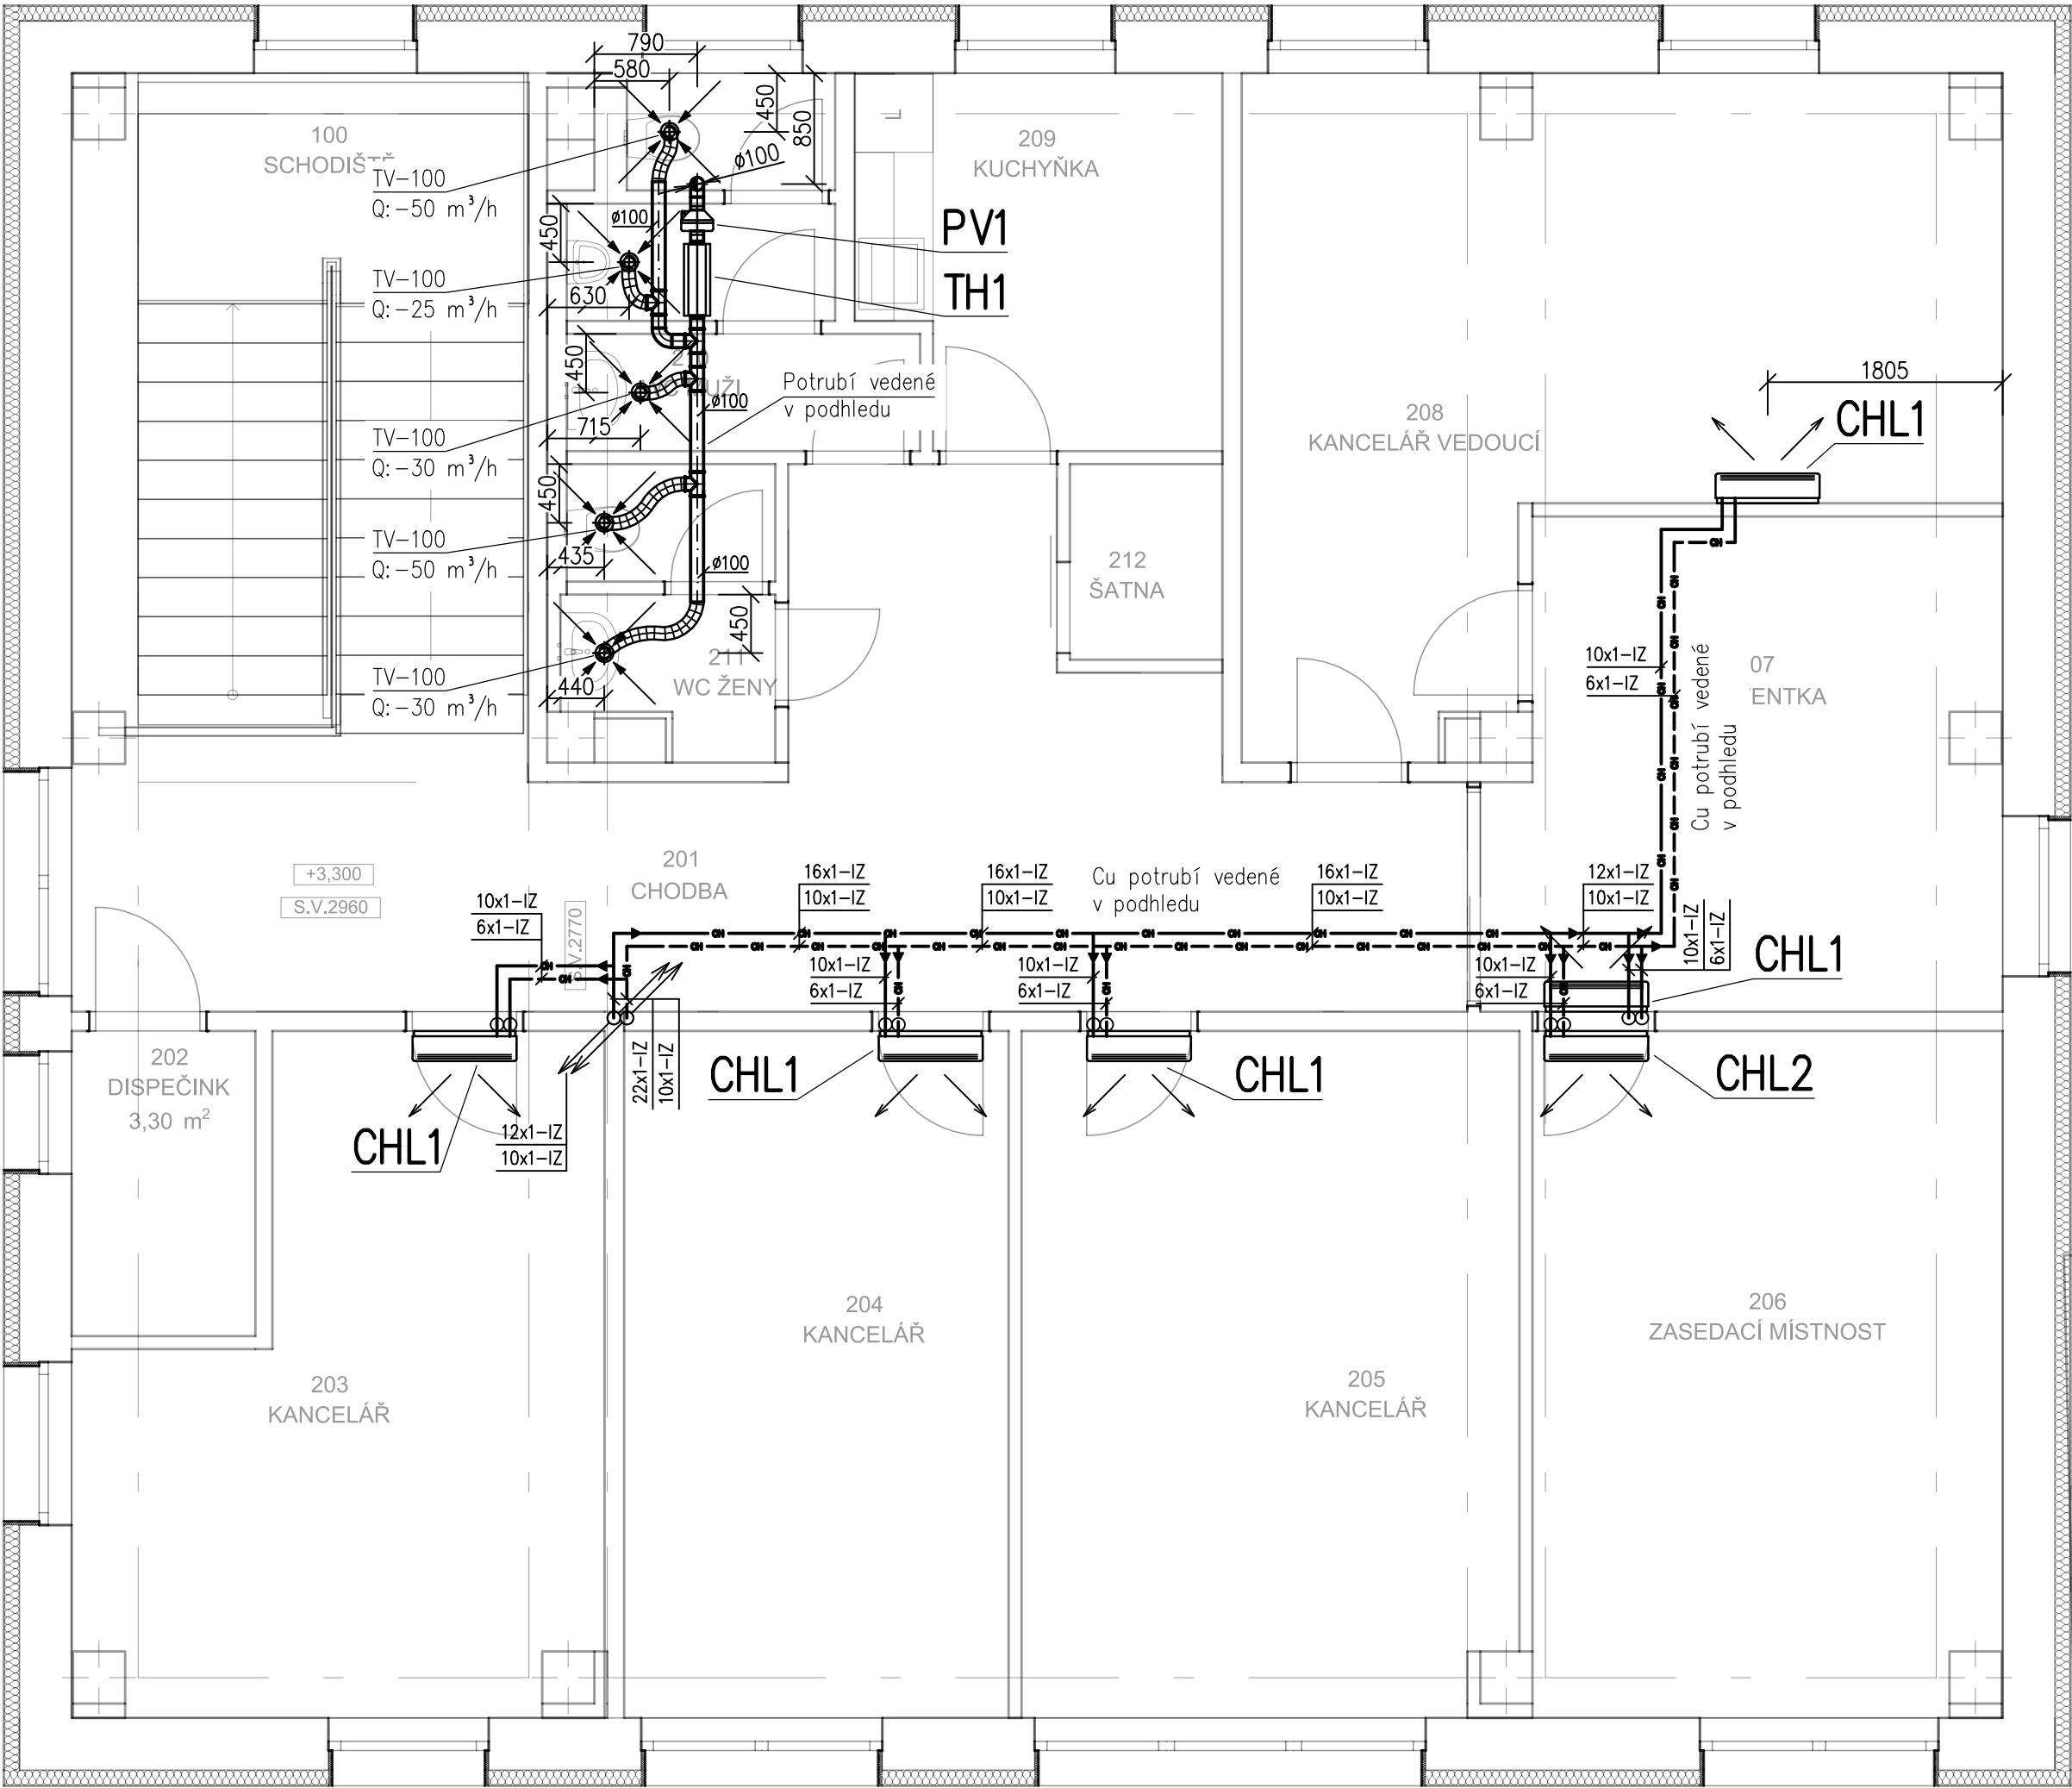 790
580
450
850
ø100
100
SCHODIŠTĚ
TV-100
Q:-50 m³/h
450
ø100
209
KUCHYŇKA
L
PV1
TH1
TV-100
Q:-25 m³/h
630
450
Potrubí vedené
v podhledu
ø100
715
TV-100
Q:-30 m³/h
1805
CHL1
208
KANCELÁŘ VEDOUCÍ
450
TV-100
Q:-50 m³/h
435
ø100
212
ŠATNA
450
211
WC ŽENY
TV-100
Q:-30 m³/h
440
10x1-IZ
6x1-IZ
Cu potrubí vedené
v podhledu
07
ENTKA
+3,300
S.V.2960
S.V.2770
201
CHODBA
10x1-IZ
6x1-IZ
16x1-IZ
10x1-IZ
16x1-IZ
10x1-IZ
Cu potrubí vedené
v podhledu
16x1-IZ
10x1-IZ
12x1-IZ
10x1-IZ
10x1-IZ
6x1-IZ
CHL1
10x1-IZ
6x1-IZ
10x1-IZ
6x1-IZ
10x1-IZ
6x1-IZ
22x1-IZ
10x1-IZ
202
DISPEČINK
3,30 m²
CHL1
12x1-IZ
10x1-IZ
CHL1
CHL1
CHL2
203
KANCELÁŘ
204
KANCELÁŘ
205
KANCELÁŘ
206
ZASEDACÍ MÍSTNOST